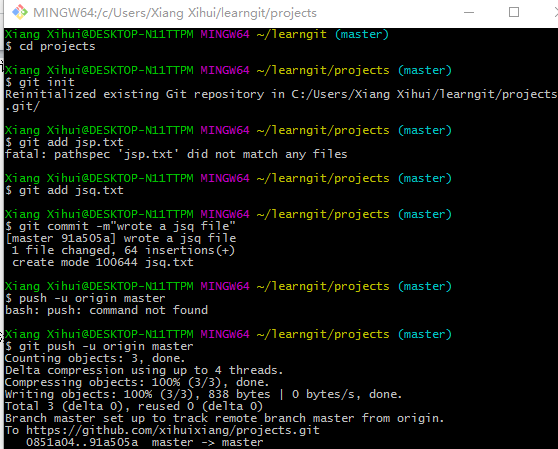 MINGW64:/c/Users/Xiang Xihui/learngit/projects
Xiang Xihui@DESKTOP-N11TTPM MINGW64 ~/learngit (master)
$ cd projects
Xiang Xihui@DESKTOP-N11TTPM MINGW64 ~/learngit/projects (master)
$ git init
Reinitialized existing Git repository in C:/Users/Xiang Xihui/learngit/projects
.git/
Xiang Xihui@DESKTOP-N11TTPM MINGW64 ~/learngit/projects (master)
$ git add jsp.txt
fatal: pathspec 'jsp.txt' did not match any files
Xiang Xihui@DESKTOP-N11TTPM MINGW64 ~/learngit/projects (master)
$ git add jsq.txt
Xiang Xihui@DESKTOP-N11TTPM MINGW64 ~/learngit/projects (master)
$ git commit -m"wrote a jsq file"
[master 91a505a] wrote a jsq file
 1 file changed, 64 insertions(+)
 create mode 100644 jsq.txt
Xiang Xihui@DESKTOP-N11TTPM MINGW64 ~/learngit/projects (master)
$ push -u origin master
bash: push: command not found
Xiang Xihui@DESKTOP-N11TTPM MINGW64 ~/learngit/projects (master)
$ git push -u origin master
Counting objects: 3, done.
Delta compression using up to 4 threads.
Compressing objects: 100% (3/3), done.
Writing objects: 100% (3/3), 838 bytes | 0 bytes/s, done.
Total 3 (delta 0), reused 0 (delta 0)
Branch master set up to track remote branch master from origin.
To https://github.com/xihuixiang/projects.git
   0851a04..91a505a  master -> master